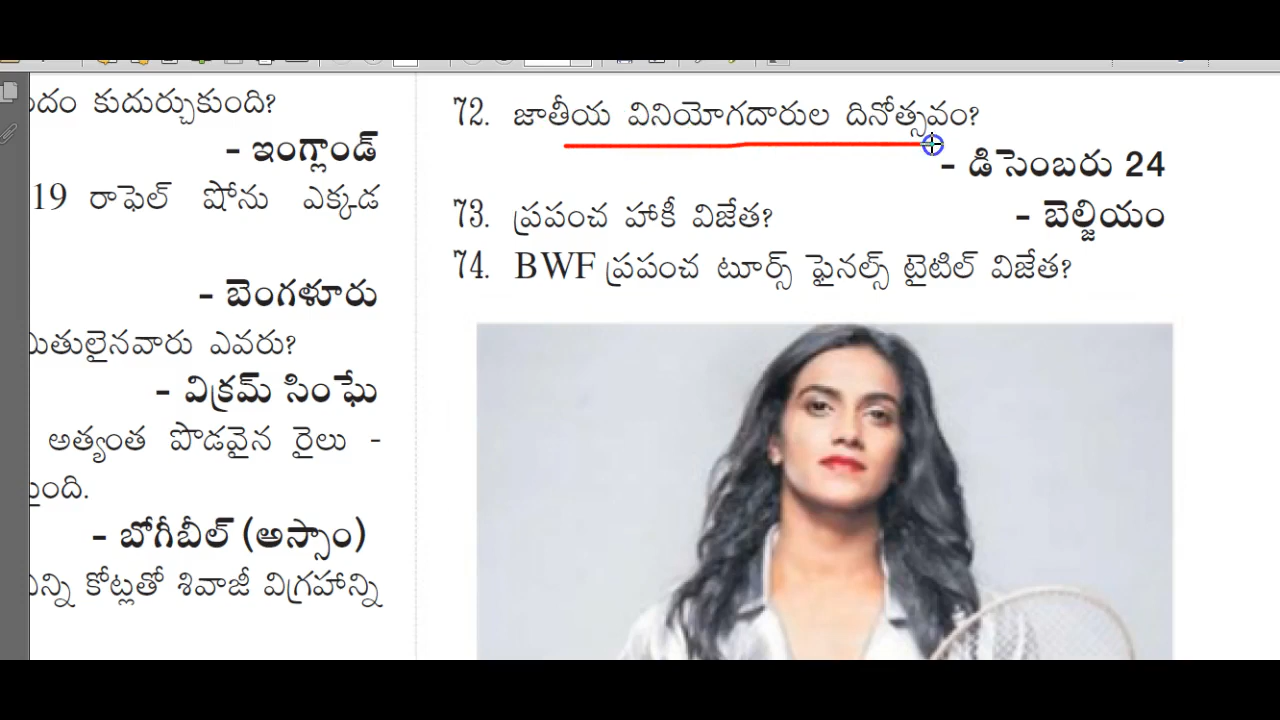 కుదుర్చుకుంది?
- ఇంగ్లాండ్
19 రాఫెల్ షోను ఎక్కడ
- బెంగళూరు
ఎవరు?
- విక్రమ్ సింఘే
అత్యంత పొడవైన రైలు -
- బోగీబీల్ (అస్సాం)
కోట్లతో శివాజీ విగ్రహాన్ని
72. జాతీయ వినియోగదారుల దినోత్సవం?
- డిసెంబరు 24
73. ప్రపంచ హాకీ విజేత? - బెల్జియం
74. BWF ప్రపంచ టూర్స్ ఫైనల్స్ టైటిల్ విజేత?